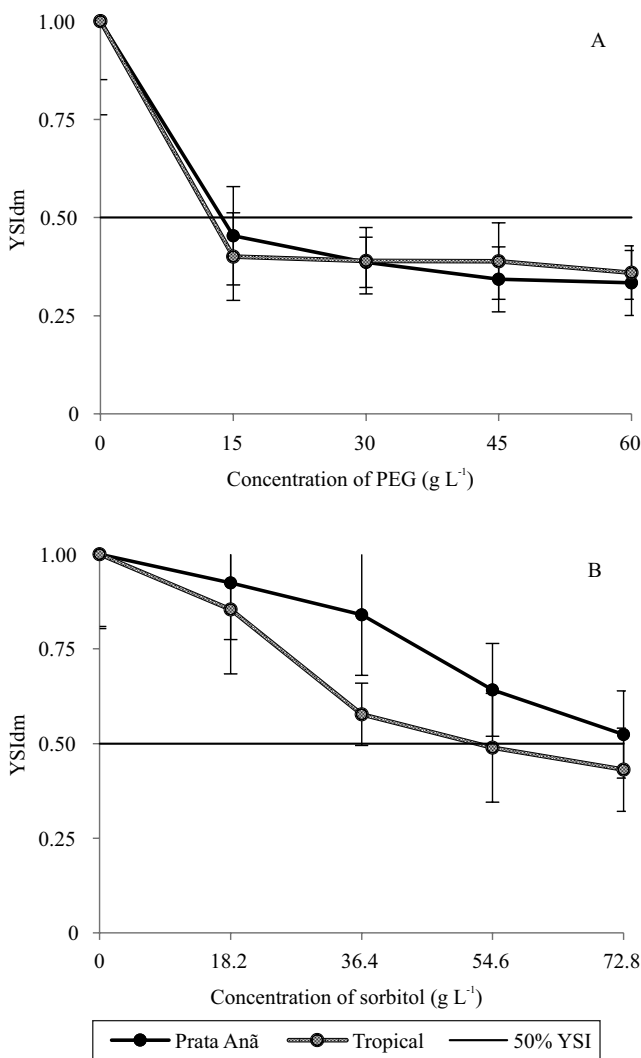 A
1.00
0.75
0.50
0.25
0
YSIdm
0 15 30 45 60
Concentration of PEG (g L⁻¹)
B
1.00
0.75
0.50
0.25
0
YSIdm
0 18.2 36.4 54.6 72.8
Concentration of sorbitol (g L⁻¹)
Prata Anã Tropical 50% YSI